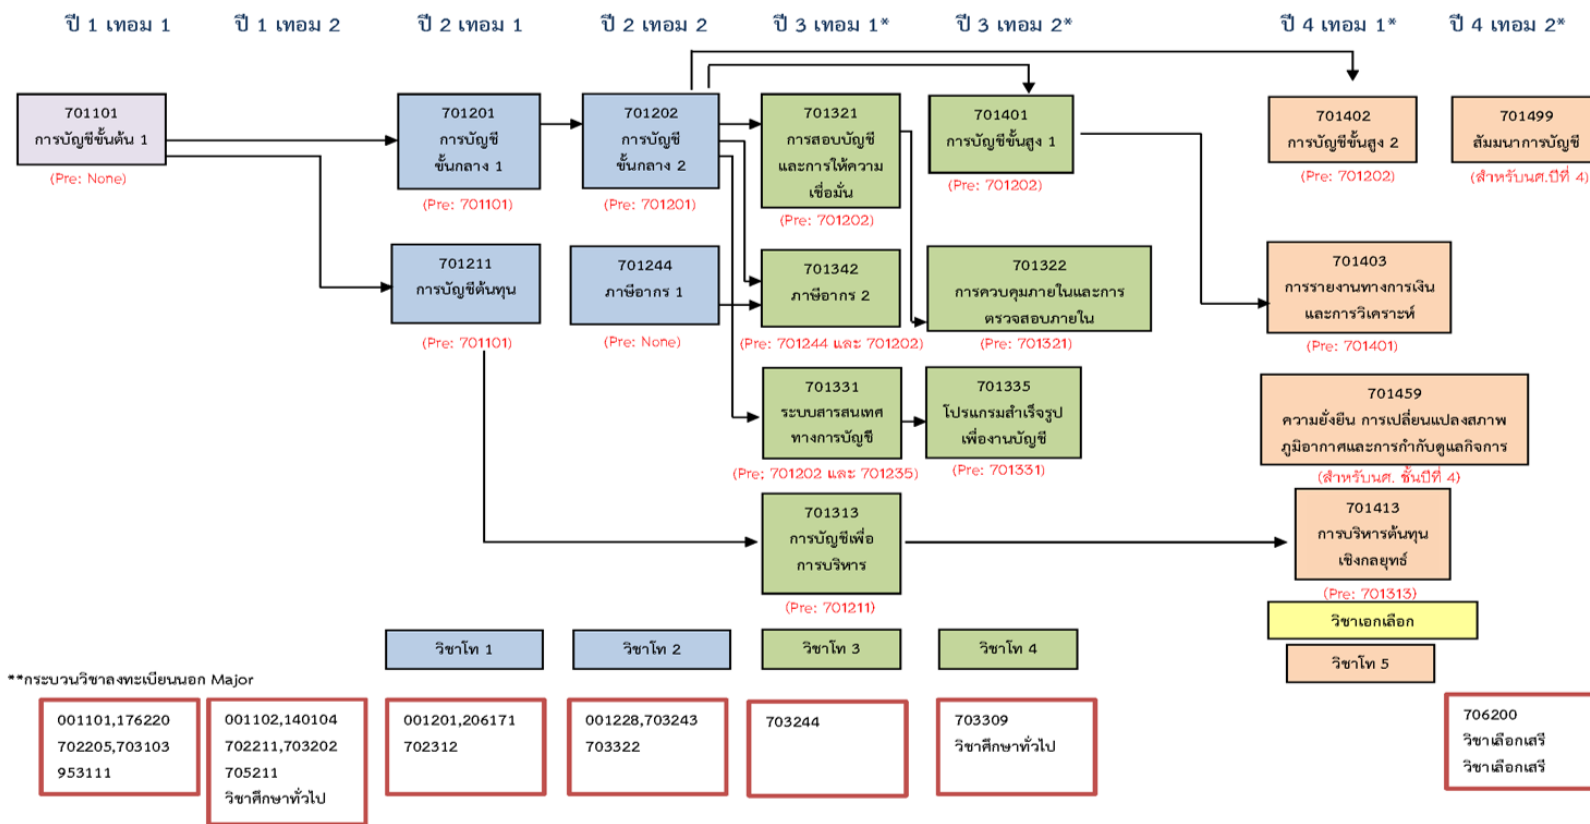 ปี 1 เทอม 1
ปี 1 เทอม 2
ปี 2 เทอม 1
ปี 2 เทอม 2
ปี 3 เทอม 1*
ปี 3 เทอม 2*
ปี 4 เทอม 1*
ปี 4 เทอม 2*
701101
การบัญชีขั้นต้น 1
(Pre: None)
701201
การบัญชี
ขั้นกลาง 1
(Pre: 701101)
701202
การบัญชี
ขั้นกลาง 2
(Pre: 701201)
701321
การสอบบัญชี
และการให้ความ
เชื่อมั่น
(Pre: 701202)
701401
การบัญชีขั้นสูง 1
(Pre: 701202)
701402
การบัญชีขั้นสูง 2
(Pre: 701202)
701499
สัมมนาการบัญชี
(สำหรับนศ.ปีที่ 4)
701211
การบัญชีต้นทุน
(Pre: 701101)
701244
ภาษีอากร 1
(Pre: None)
701342
ภาษีอากร 2
(Pre: 701244 และ 701202)
701322
การควบคุมภายในและการ
ตรวจสอบภายใน
(Pre: 701321)
701403
การรายงานทางการเงิน
และการวิเคราะห์
(Pre: 701401)
701331
ระบบสารสนเทศ
ทางการบัญชี
(Pre; 701202 และ 701235)
701335
โปรแกรมสำเร็จรูป
เพื่องานบัญชี
(Pre: 701331)
701459
ความยั่งยืน การเปลี่ยนแปลงสภาพ
ภูมิอากาศและการกำกับดูแลกิจการ
(สำหรับนศ. ชั้นปีที่ 4)
701313
การบัญชีเพื่อ
การบริหาร
(Pre: 701211)
701413
การบริหารต้นทุน
เชิงกลยุทธ์
(Pre: 701313)
วิชาเอกเลือก
วิชาโท 1
วิชาโท 2
วิชาโท 3
วิชาโท 4
วิชาโท 5
**กระบวนวิชาลงทะเบียนนอก Major
001101,176220
702205,703103
953111
001102,140104
702211,703202
705211
วิชาศึกษาทั่วไป
001201,206171
702312
001228,703243
703322
703244
703309
วิชาศึกษาทั่วไป
706200
วิชาเลือกเสรี
วิชาเลือกเสรี